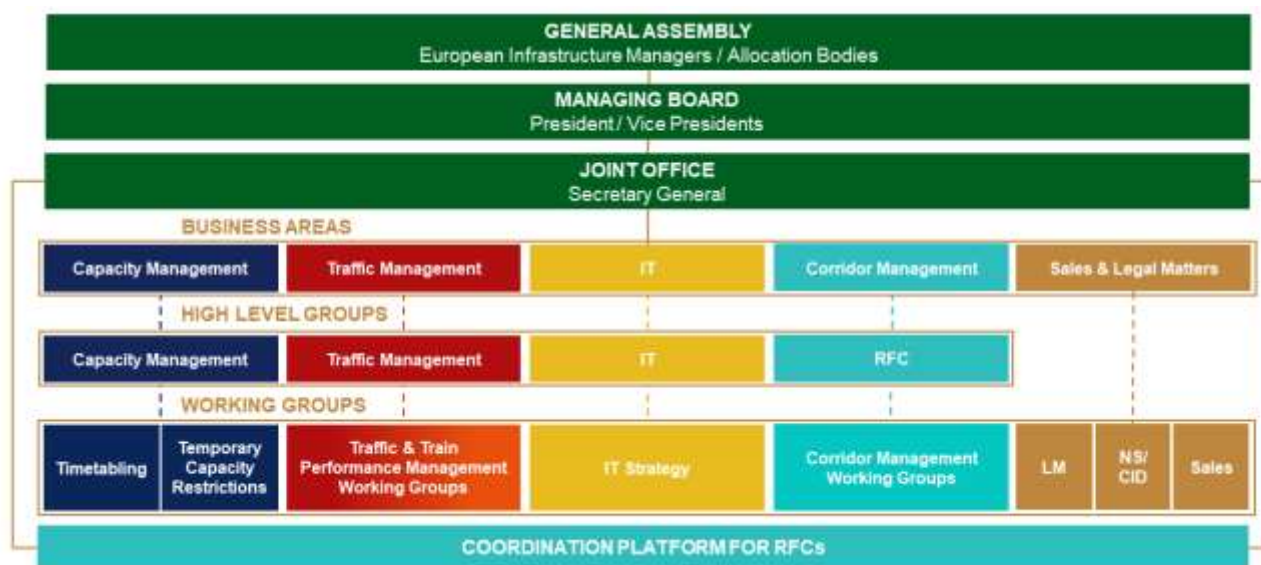 GENERAL ASSEMBLY
European Infrastructure Managers / Allocation Bodies
MANAGING BOARD
President / Vice Presidents
JOINT OFFICE
Secretary General
BUSINESS AREAS
Capacity Management
Traffic Management
IT
Corridor Management
Sales & Legal Matters
HIGH LEVEL GROUPS
Capacity Management
Traffic Management
IT
RFC
WORKING GROUPS
Timetabling
Temporary
Capacity
Restrictions
Traffic & Train
Performance Management
Working Groups
IT Strategy
Corridor Management
Working Groups
LM
NS/
CID
Sales
COORDINATION PLATFORM FOR RFCs